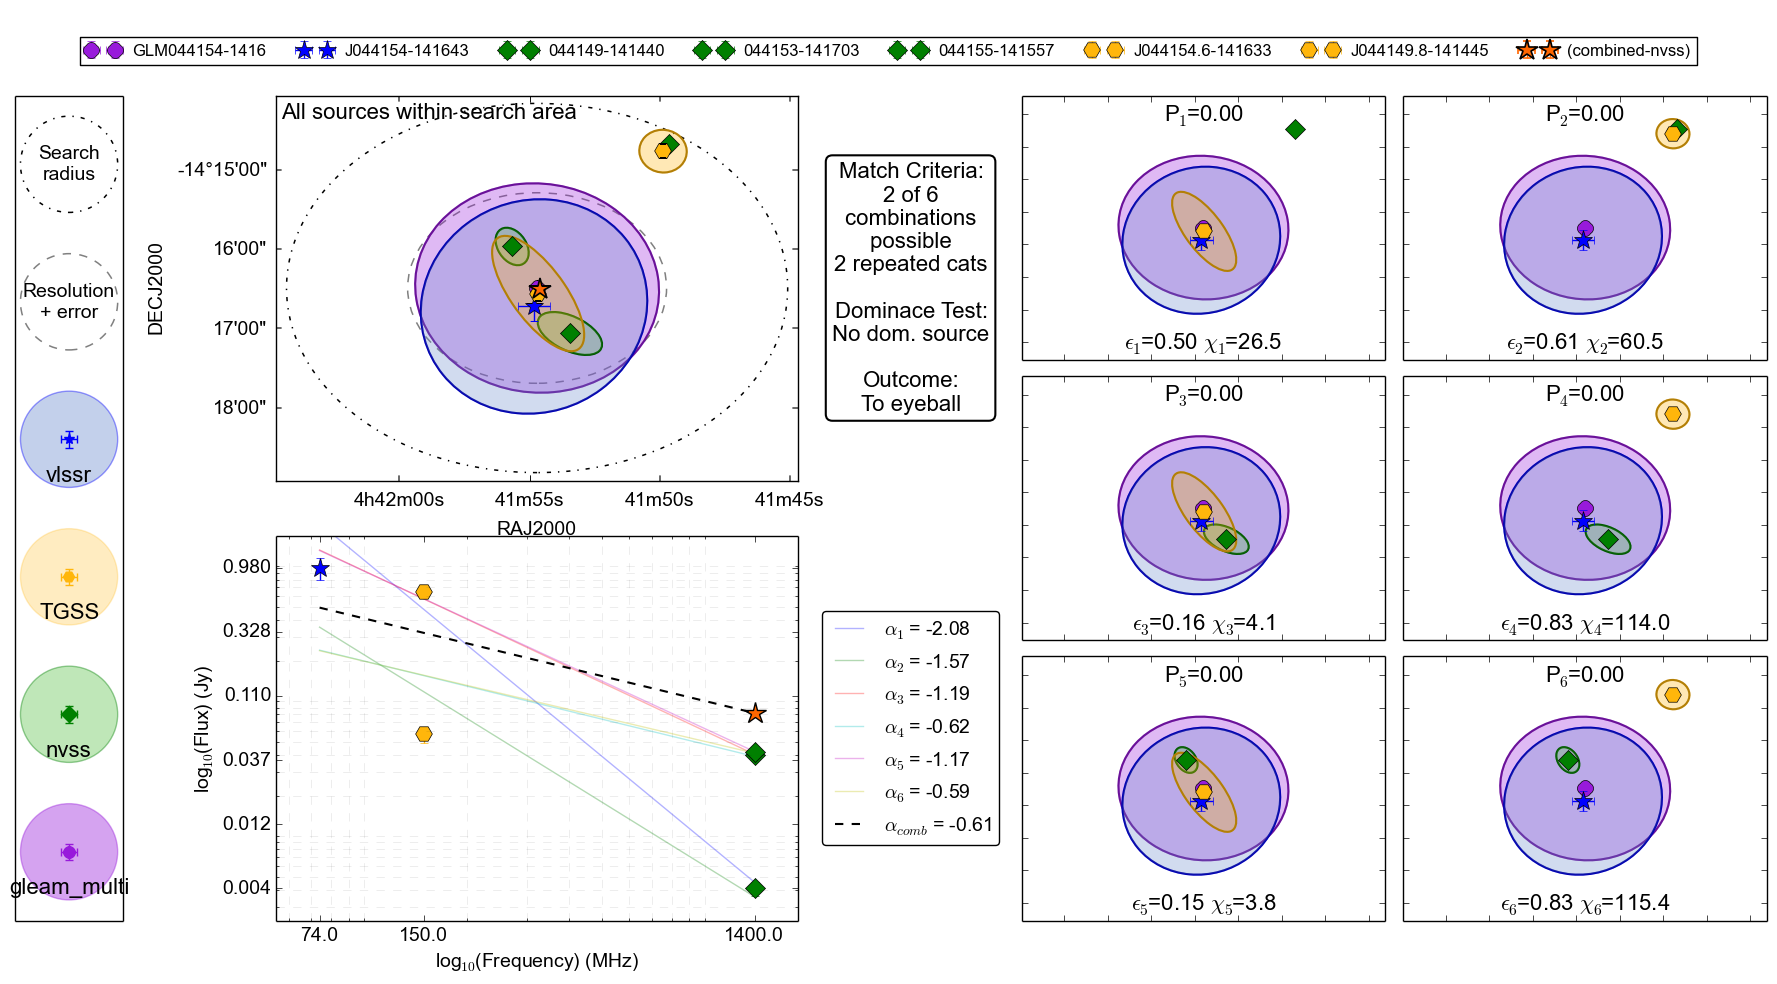 GLM044154-1416 J044154-141643 044149-141440 044153-141703 044155-141557 J044154.6-141633 J044149.8-141445 (combined-nvss)
Search
radius
Resolution
+ error
vlssr
TGSS
nvss
gleam_multi
All sources within search area
DECJ2000
-14°15'00"
16'00"
17'00"
18'00"
4h42m00s 41m55s 41m50s 41m45s
RAJ2000
log10(Flux) (Jy)
0.980
0.328
0.110
0.037
0.012
0.004
74.0 150.0 1400.0
log10(Frequency) (MHz)
Match Criteria:
2 of 6
combinations
possible
2 repeated cats
Dominace Test:
No dom. source
Outcome:
To eyeball
α1 = -2.08
α2 = -1.57
α3 = -1.19
α4 = -0.62
α5 = -1.17
α6 = -0.59
αcomb = -0.61
P1=0.00
ϵ1=0.50 χ1=26.5
P2=0.00
ϵ2=0.61 χ2=60.5
P3=0.00
ϵ3=0.16 χ3=4.1
P4=0.00
ϵ4=0.83 χ4=114.0
P5=0.00
ϵ5=0.15 χ5=3.8
P6=0.00
ϵ6=0.83 χ6=115.4